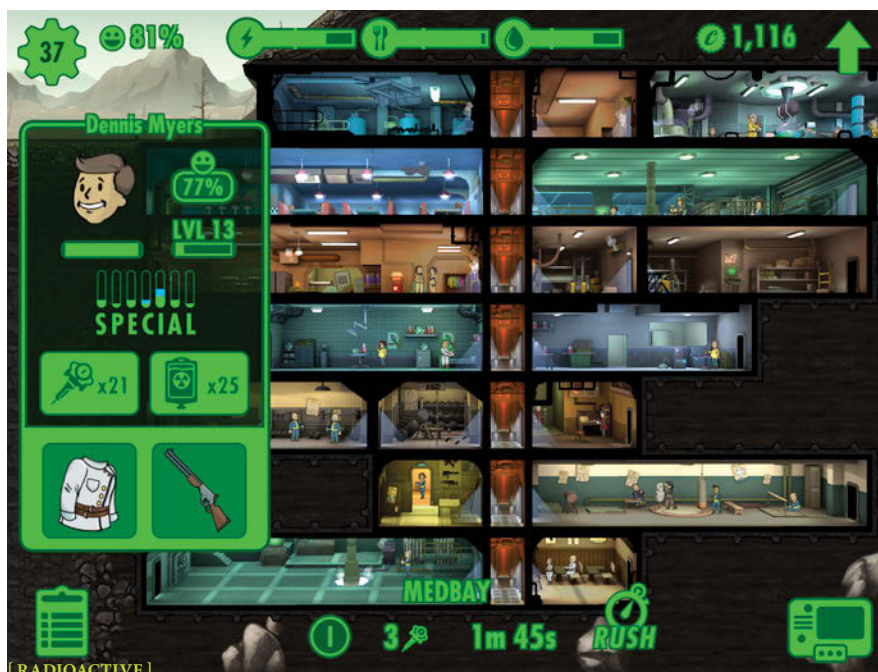 37
81%
1,116
Dennis Myers
77%
LVL 13
SPECIAL
x21
x25
MEDBAY
3
1m 45s
RUSH
[ RADIOACTIVE ]